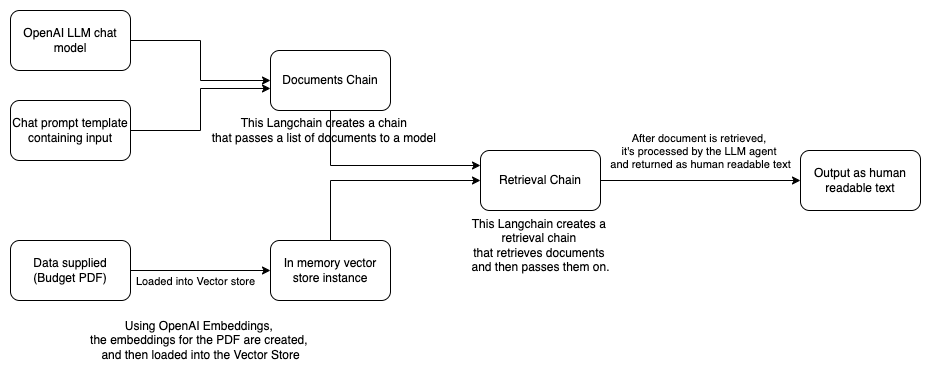 OpenAI LLM chat
model
Documents Chain
Chat prompt template
containing input
This Langchain creates a chain
that passes a list of documents to a model
After document is retrieved,
it's processed by the LLM agent
and returned as human readable text
Retrieval Chain
Output as human
readable text
This Langchain creates a
retrieval chain
that retrieves documents
and then passes them on.
Data supplied
(Budget PDF)
Loaded into Vector store
In memory vector
store instance
Using OpenAI Embeddings,
the embeddings for the PDF are created,
and then loaded into the Vector Store